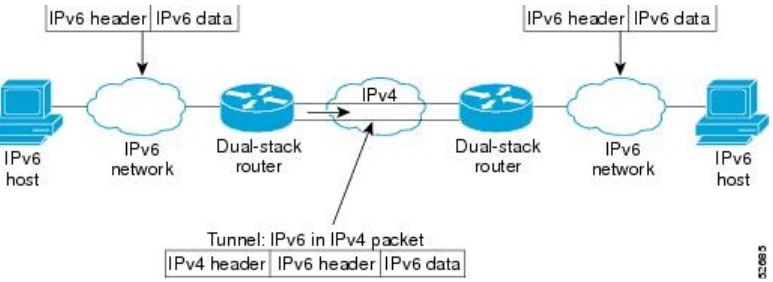 IPv6 header IPv6 data
IPv6 header IPv6 data
IPv4
IPv6
host
IPv6
network
Dual-stack
router
Dual-stack
router
IPv6
network
IPv6
host
Tunnel: IPv6 in IPv4 packet
IPv4 header IPv6 header IPv6 data
52685